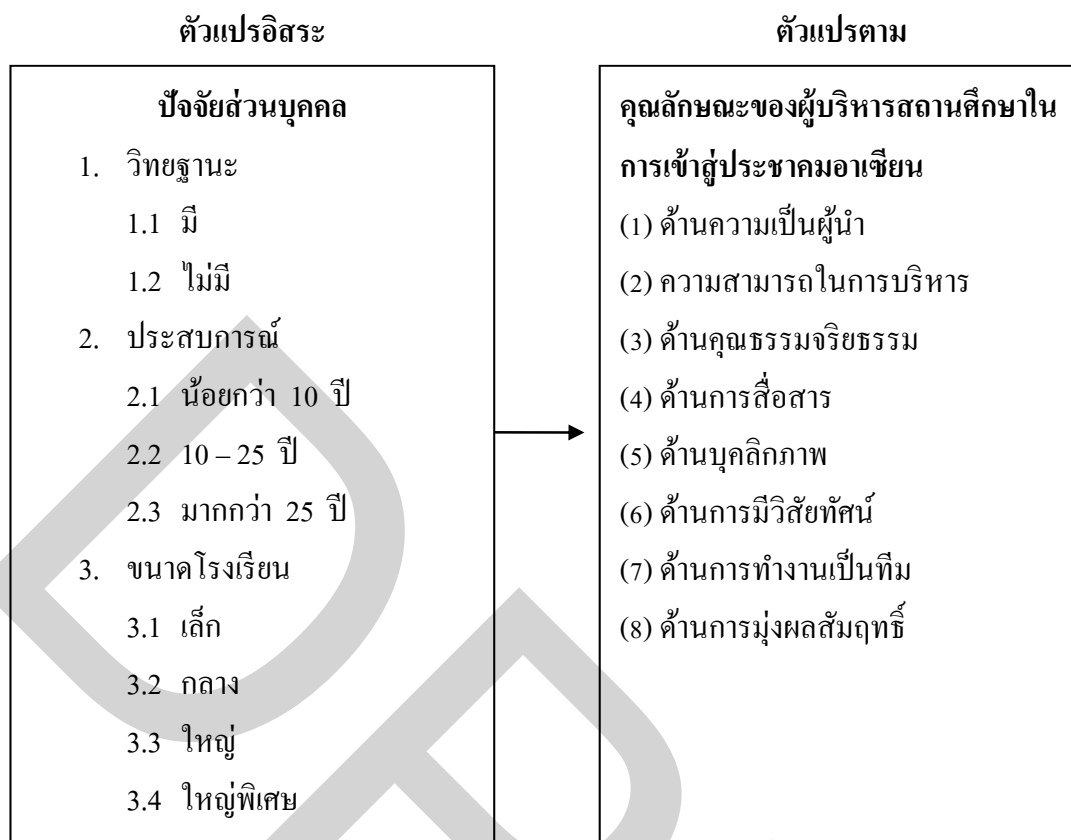 ตัวแปรอิสระ
ปัจจัยส่วนบุคคล
1. วิทยฐานะ
1.1 มี
1.2 ไม่มี
2. ประสบการณ์
2.1 น้อยกว่า 10 ปี
2.2 10 – 25 ปี
2.3 มากกว่า 25 ปี
3. ขนาดโรงเรียน
3.1 เล็ก
3.2 กลาง
3.3 ใหญ่
3.4 ใหญ่พิเศษ
ตัวแปรตาม
คุณลักษณะของผู้บริหารสถานศึกษาใน
การเข้าสู่ประชาคมอาเซียน
(1) ด้านความเป็นผู้นำ
(2) ความสามารถในการบริหาร
(3) ด้านคุณธรรมจริยธรรม
(4) ด้านการสื่อสาร
(5) ด้านบุคลิกภาพ
(6) ด้านการมีวิสัยทัศน์
(7) ด้านการทำงานเป็นทีม
(8) ด้านการมุ่งผลสัมฤทธิ์